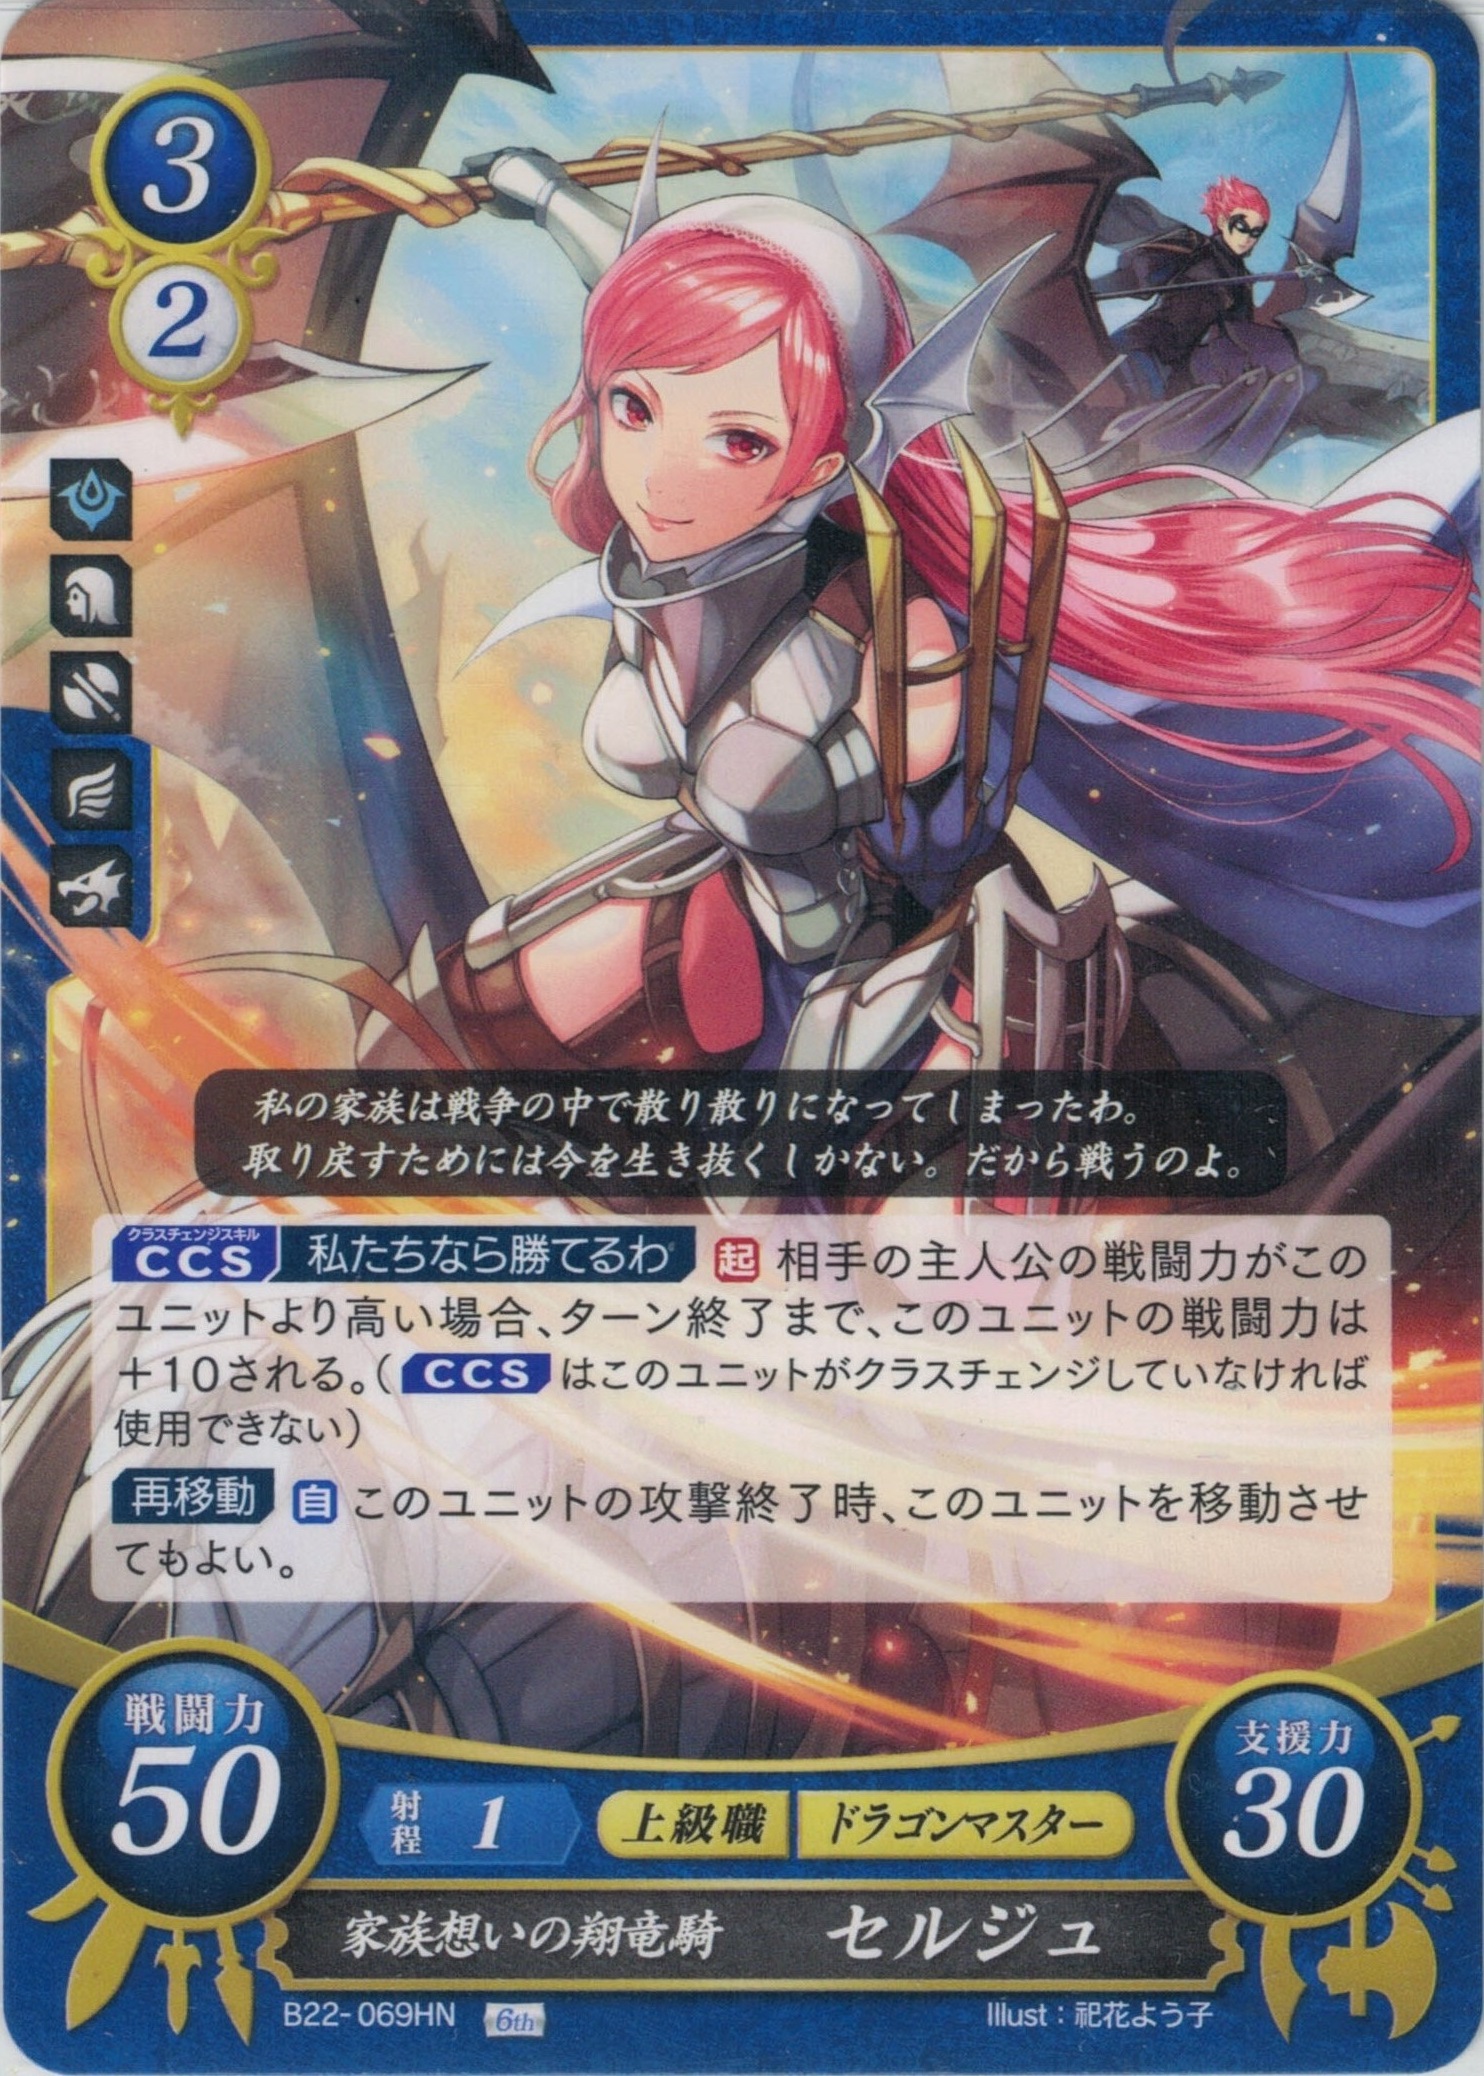 3
2
私の家族は戦争の中で散り散りになってしまったわ。
取り戻すためには今を生き抜くしかない。だから戦うのよ。
クラスチェンジスキル
CCS 私たちなら勝てるわ 起 相手の主人公の戦闘力がこの
ユニットより高い場合、ターン終了まで、このユニットの戦闘力は
+10される。(CCSはこのユニットがクラスチェンジしていなければ
使用できない)
再移動 自 このユニットの攻撃終了時、このユニットを移動させ
てもよい。
戦闘力
50
射程 1
上級職 ドラゴンマスター
支援力
30
家族想いの翔竜騎 セルジュ
B22-069HN 6th Illust:祀花よう子